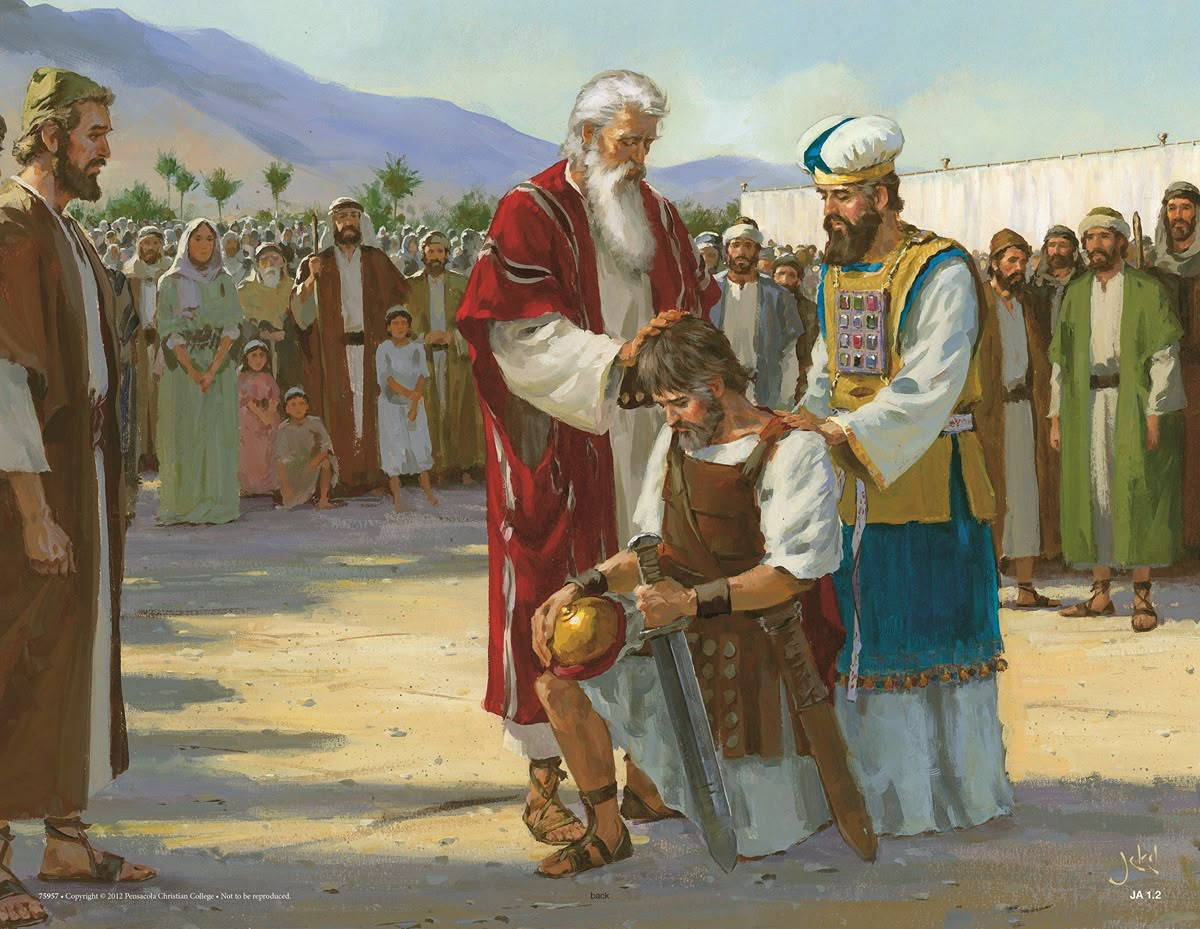 75957 • Copyright © 2012 Pensacola Christian College • Not to be reproduced.
back
JA 1.2